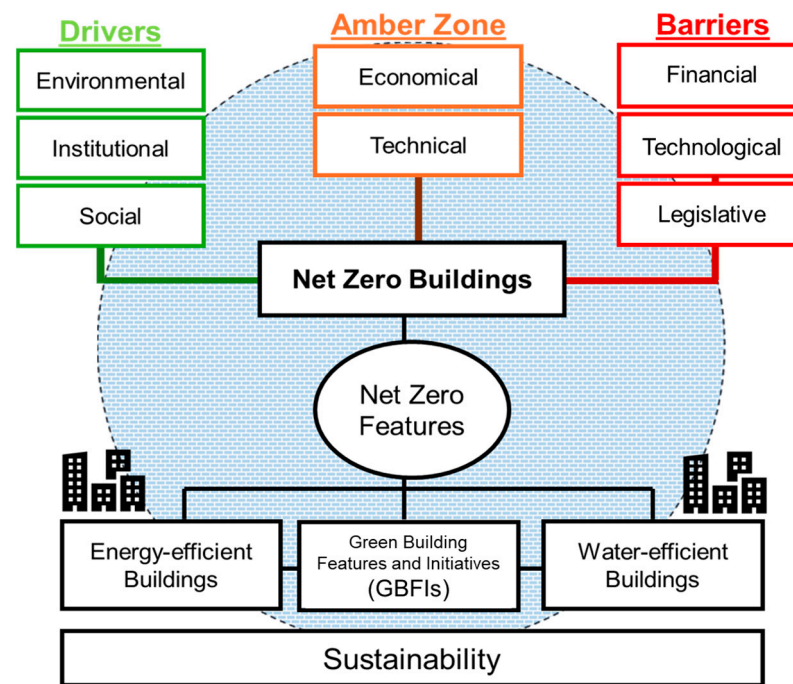 Drivers
Amber Zone
Barriers
Environmental
Economical
Financial
Institutional
Technical
Technological
Social
Legislative
Net Zero Buildings
Net Zero
Features
Energy-efficient
Buildings
Green Building
Features and Initiatives
(GBFIs)
Water-efficient
Buildings
Sustainability